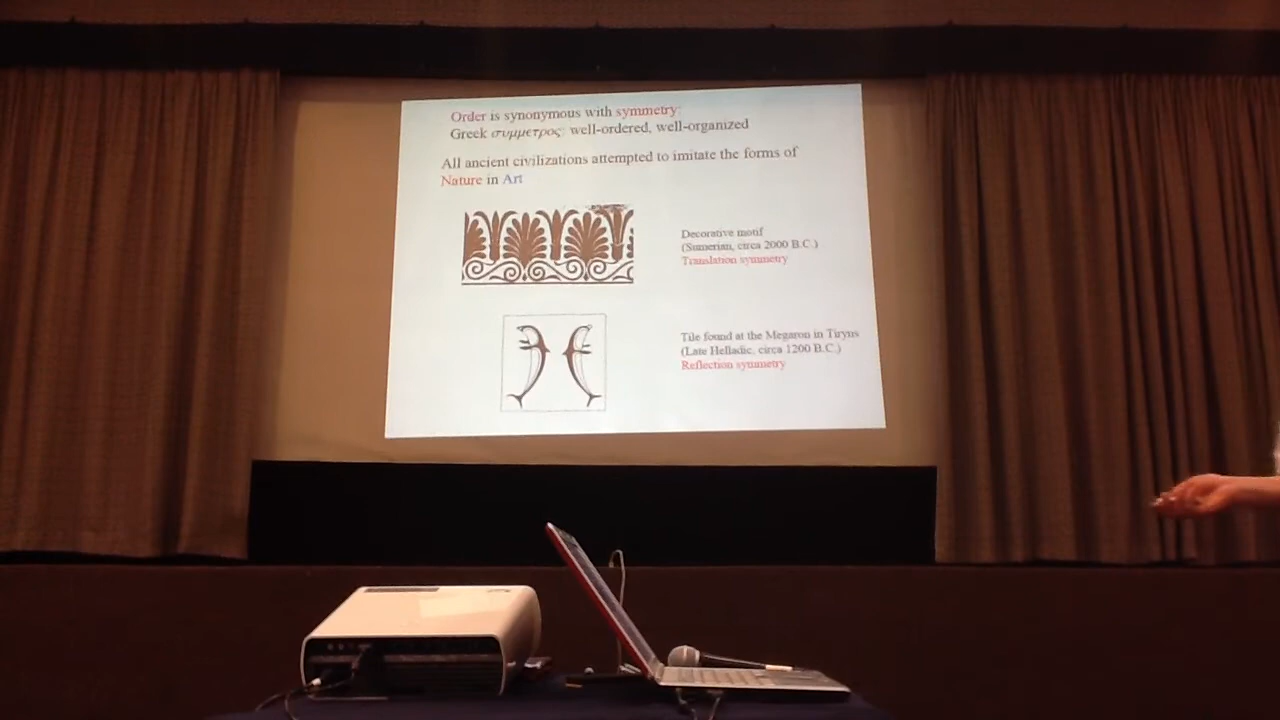 Order is synonymous with symmetry:
Greek συμμετρος: well-ordered, well-organized
All ancient civilizations attempted to imitate the forms of
Nature in Art
Decorative motif
(Sumerian, circa 2000 B.C.)
Translation symmetry
Tile found at the Megaron in Tiryns
(Late Helladic, circa 1200 B.C.)
Reflection symmetry